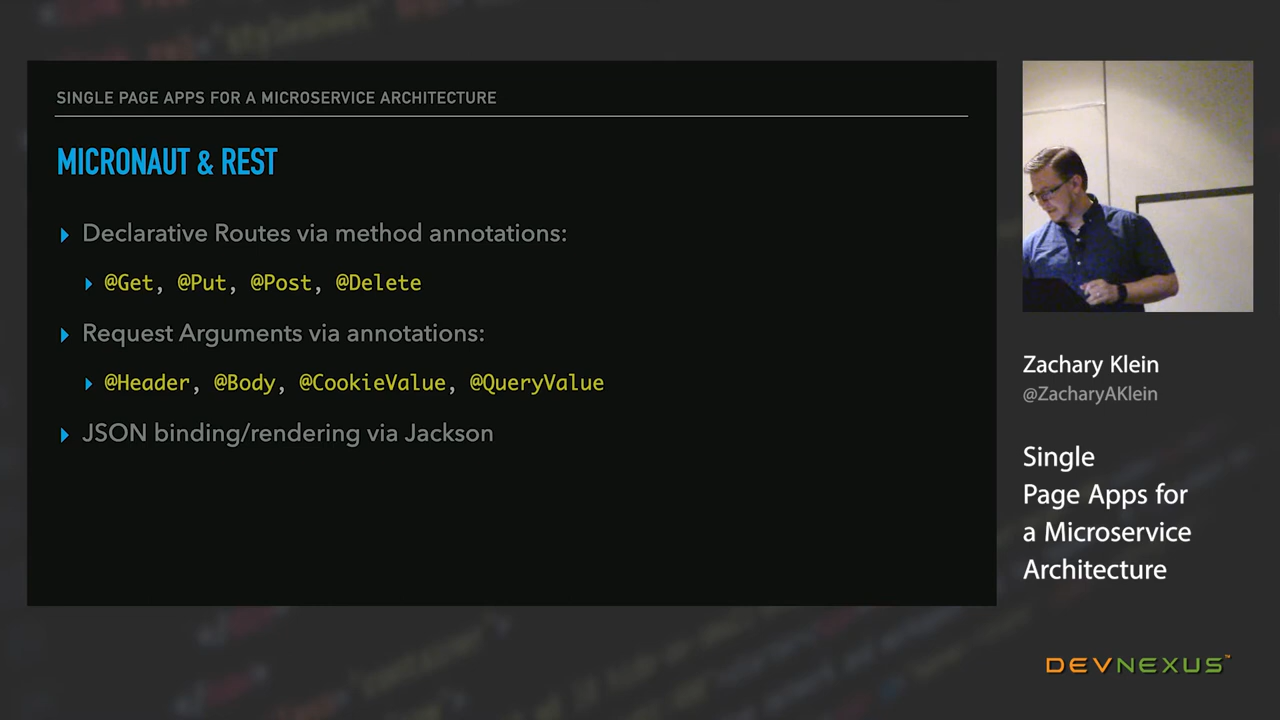 SINGLE PAGE APPS FOR A MICROSERVICE ARCHITECTURE
MICRONAUT & REST
Declarative Routes via method annotations:
@Get, @Put, @Post, @Delete
Request Arguments via annotations:
@Header, @Body, @CookieValue, @QueryValue
JSON binding/rendering via Jackson
Zachary Klein
@ZacharyAKlein
Single
Page Apps for
a Microservice
Architecture
DEVNEXUS™